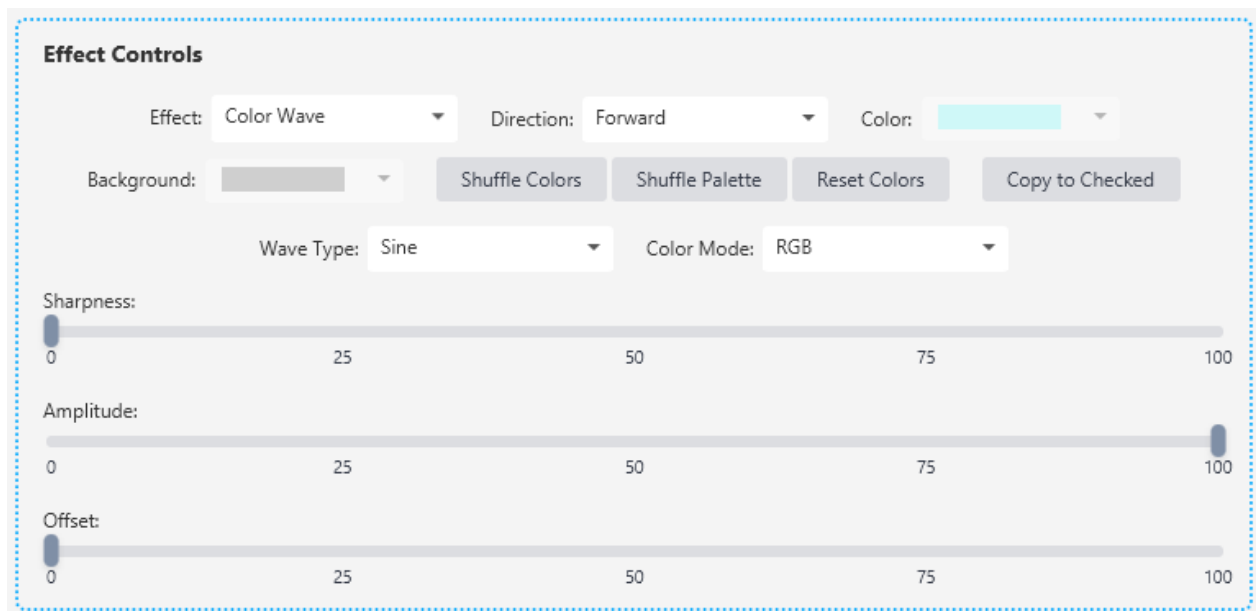 Effect Controls
Effect: Color Wave Direction: Forward Color:
Background: Shuffle Colors Shuffle Palette Reset Colors Copy to Checked
Wave Type: Sine Color Mode: RGB
Sharpness:
0 25 50 75 100
Amplitude:
0 25 50 75 100
Offset:
0 25 50 75 100